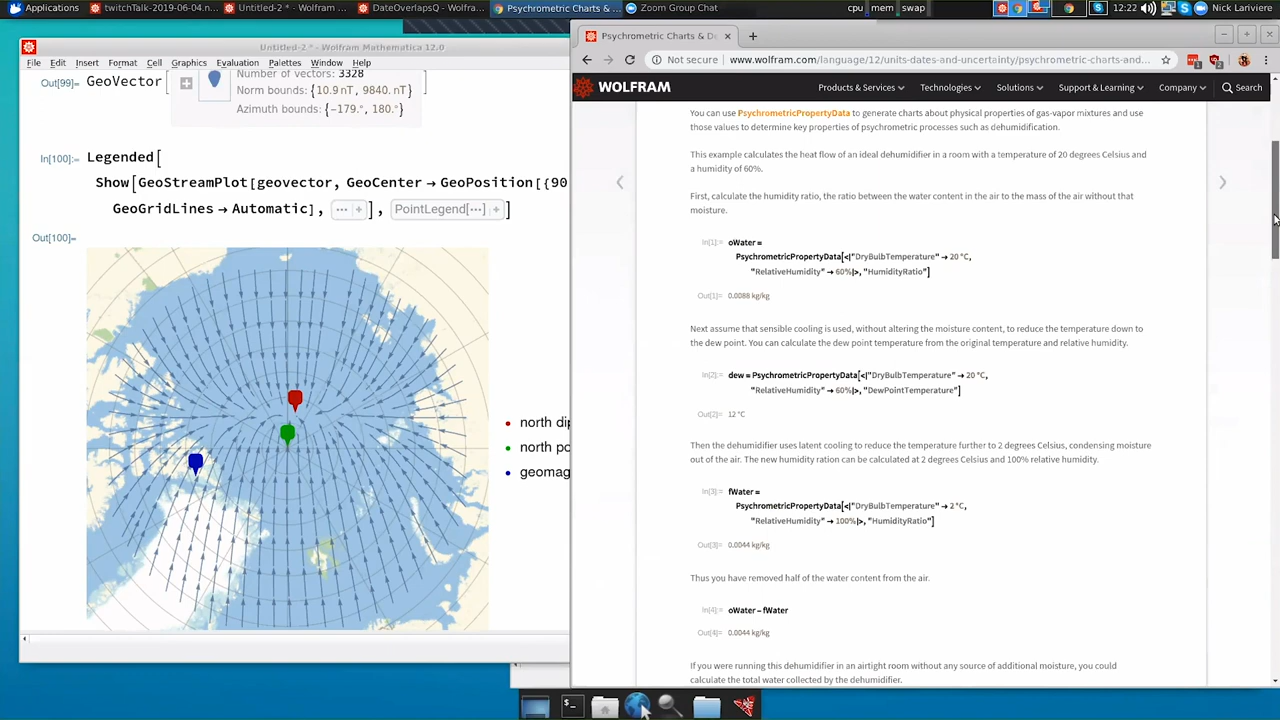 Applications
twitchTalk-2019-06-04.n...
Untitled-2 * - Wolfram ...
DateOverlapsQ - Wolfram...
Psychrometric Charts & ...
Zoom Group Chat
cpu mem swap
12:22
Nick Lariviere
Untitled-2 * - Wolfram Mathematica 12.0
File Edit Insert Format Cell Graphics Evaluation Palettes Window Help
Out[99]= GeoVector[
Number of vectors: 3328
Norm bounds: {10.9 nT, 9840. nT}
Azimuth bounds: {−179.°, 180.°}
]
In[100]:= Legended[
Show[GeoStreamPlot[geovector, GeoCenter → GeoPosition[{90
GeoGridLines → Automatic], ... + ], PointLegend[...] + ]
Out[100]=
north dip
north po
geomag
Psychrometric Charts & De
Not secure www.wolfram.com/language/12/units-dates-and-uncertainty/psychrometric-charts-and...
WOLFRAM
Products & Services
Technologies
Solutions
Support & Learning
Company
Search
You can use PsychrometricPropertyData to generate charts about physical properties of gas-vapor mixtures and use
those values to determine key properties of psychrometric processes such as dehumidification.
This example calculates the heat flow of an ideal dehumidifier in a room with a temperature of 20 degrees Celsius and
a humidity of 60%.
First, calculate the humidity ratio, the ratio between the water content in the air to the mass of the air without that
moisture.
In[1]:= oWater =
PsychrometricPropertyData[<|"DryBulbTemperature" → 20 °C,
"RelativeHumidity" → 60%|>, "HumidityRatio"]
Out[1]= 0.0088 kg/kg
Next assume that sensible cooling is used, without altering the moisture content, to reduce the temperature down to
the dew point. You can calculate the dew point temperature from the original temperature and relative humidity.
In[2]:= dew = PsychrometricPropertyData[<|"DryBulbTemperature" → 20 °C,
"RelativeHumidity" → 60%|>, "DewPointTemperature"]
Out[2]= 12 °C
Then the dehumidifier uses latent cooling to reduce the temperature further to 2 degrees Celsius, condensing moisture
out of the air. The new humidity ration can be calculated at 2 degrees Celsius and 100% relative humidity.
In[3]:= fWater =
PsychrometricPropertyData[<|"DryBulbTemperature" → 2 °C,
"RelativeHumidity" → 100%|>, "HumidityRatio"]
Out[3]= 0.0044 kg/kg
Thus you have removed half of the water content from the air.
In[4]:= oWater − fWater
Out[4]= 0.0044 kg/kg
If you were running this dehumidifier in an airtight room without any source of additional moisture, you could
calculate the total water collected by the dehumidifier.